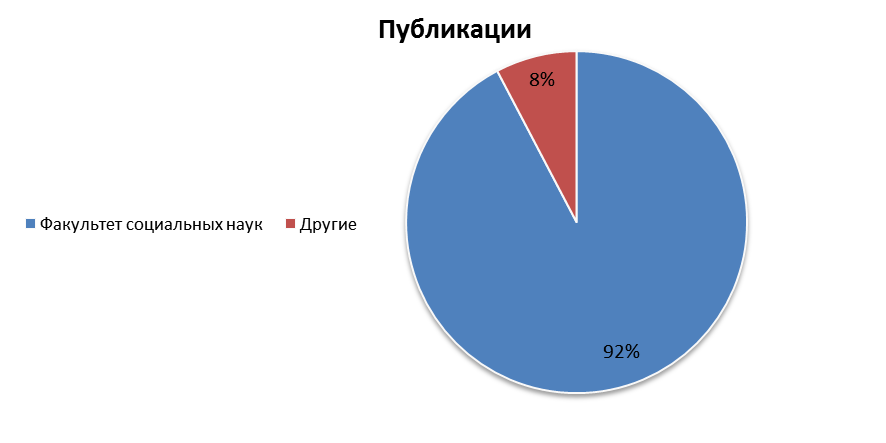 Публикации
8%
Факультет социальных наук
Другие
92%